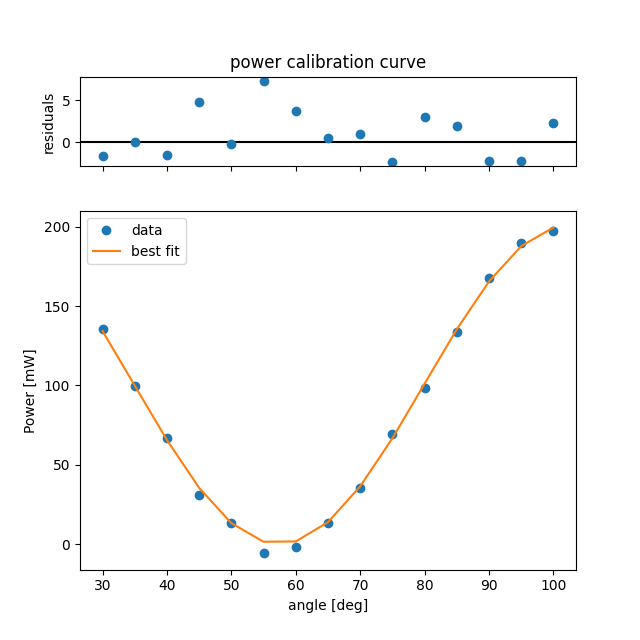 power calibration curve
residuals
5
0
data
best fit
Power [mW]
200
150
100
50
0
30 40 50 60 70 80 90 100
angle [deg]